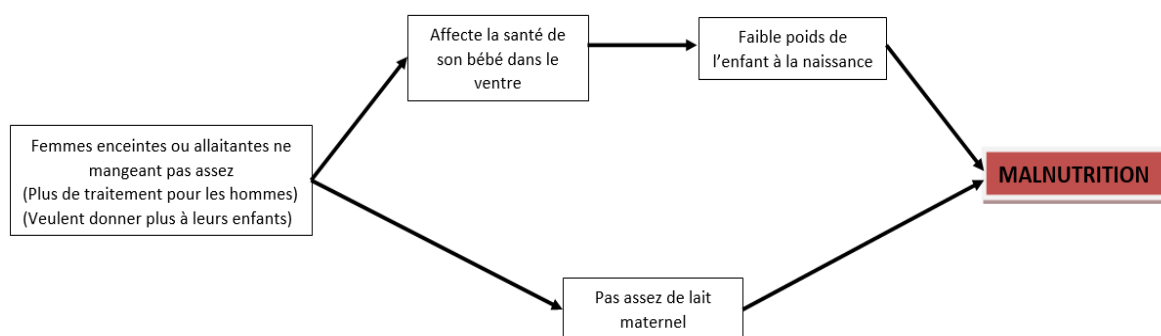 Affecte la santé de
son bébé dans le
ventre
Faible poids de
l'enfant à la naissance
Femmes enceintes ou allaitantes ne
mangeant pas assez
(Plus de traitement pour les hommes)
(Veulent donner plus à leurs enfants)
MALNUTRITION
Pas assez de lait
maternel